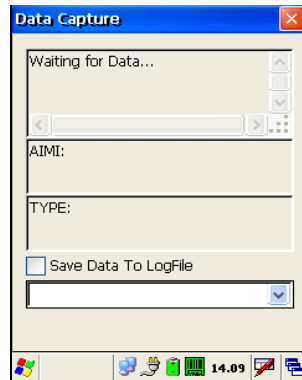 Data Capture
Waiting for Data...
AIMI:
TYPE:
Save Data To LogFile
14.09